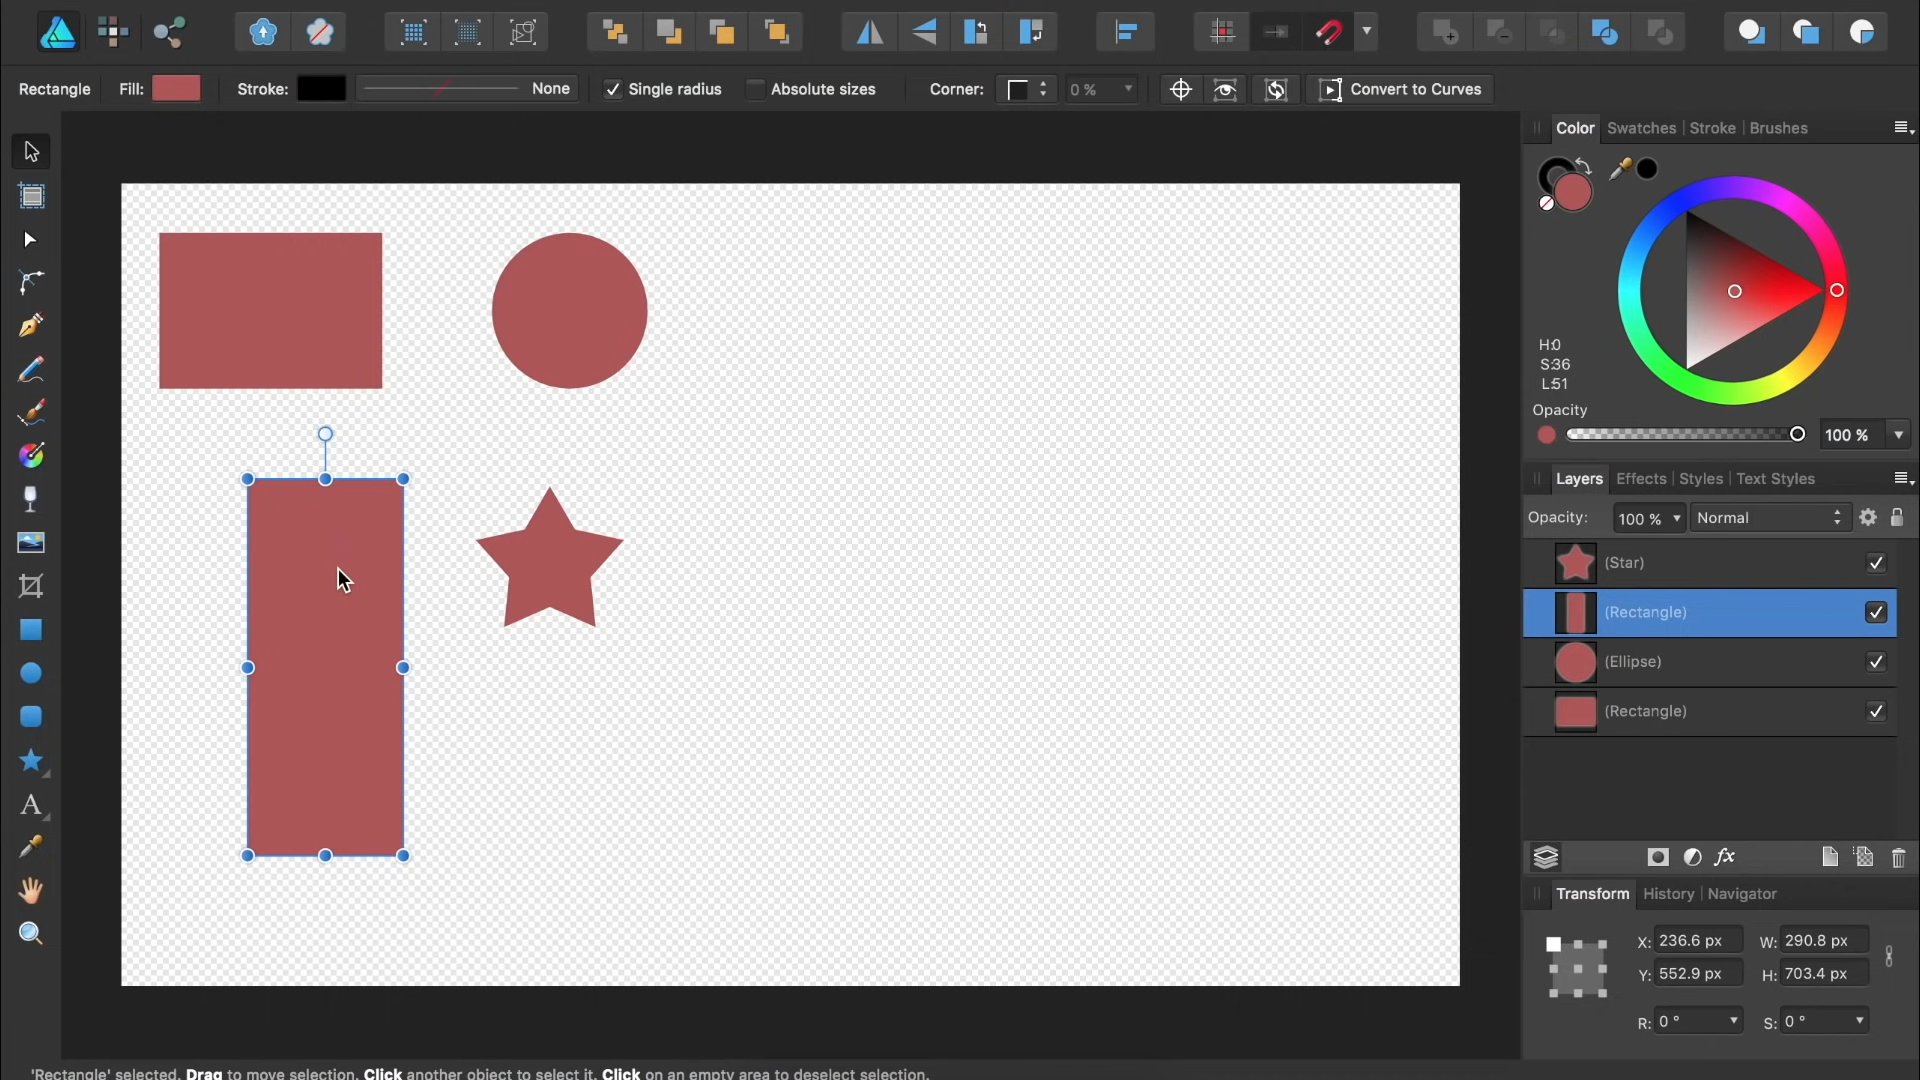 Rectangle Fill: Stroke: None Single radius Absolute sizes Corner: 0 % Convert to Curves
Color Swatches Stroke Brushes
H:0
S:36
L:51
Opacity
100 %
Layers Effects Styles Text Styles
Opacity: 100 % Normal
(Star)
(Rectangle)
(Ellipse)
(Rectangle)
fx
Transform History Navigator
X: 236.6 px W: 290.8 px
Y: 552.9 px H: 703.4 px
R: 0 ° S: 0 °
'Rectangle' selected. Drag to move selection. Click another object to select it. Click on an empty area to deselect selection.